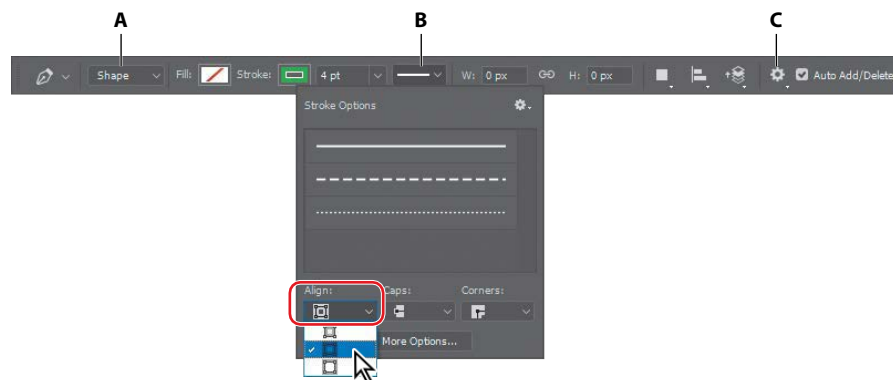 A B C
Shape Fill: Stroke: 4 pt W: 0 px H: 0 px Auto Add/Delete
Stroke Options
Align: Caps: Corners:
More Options...